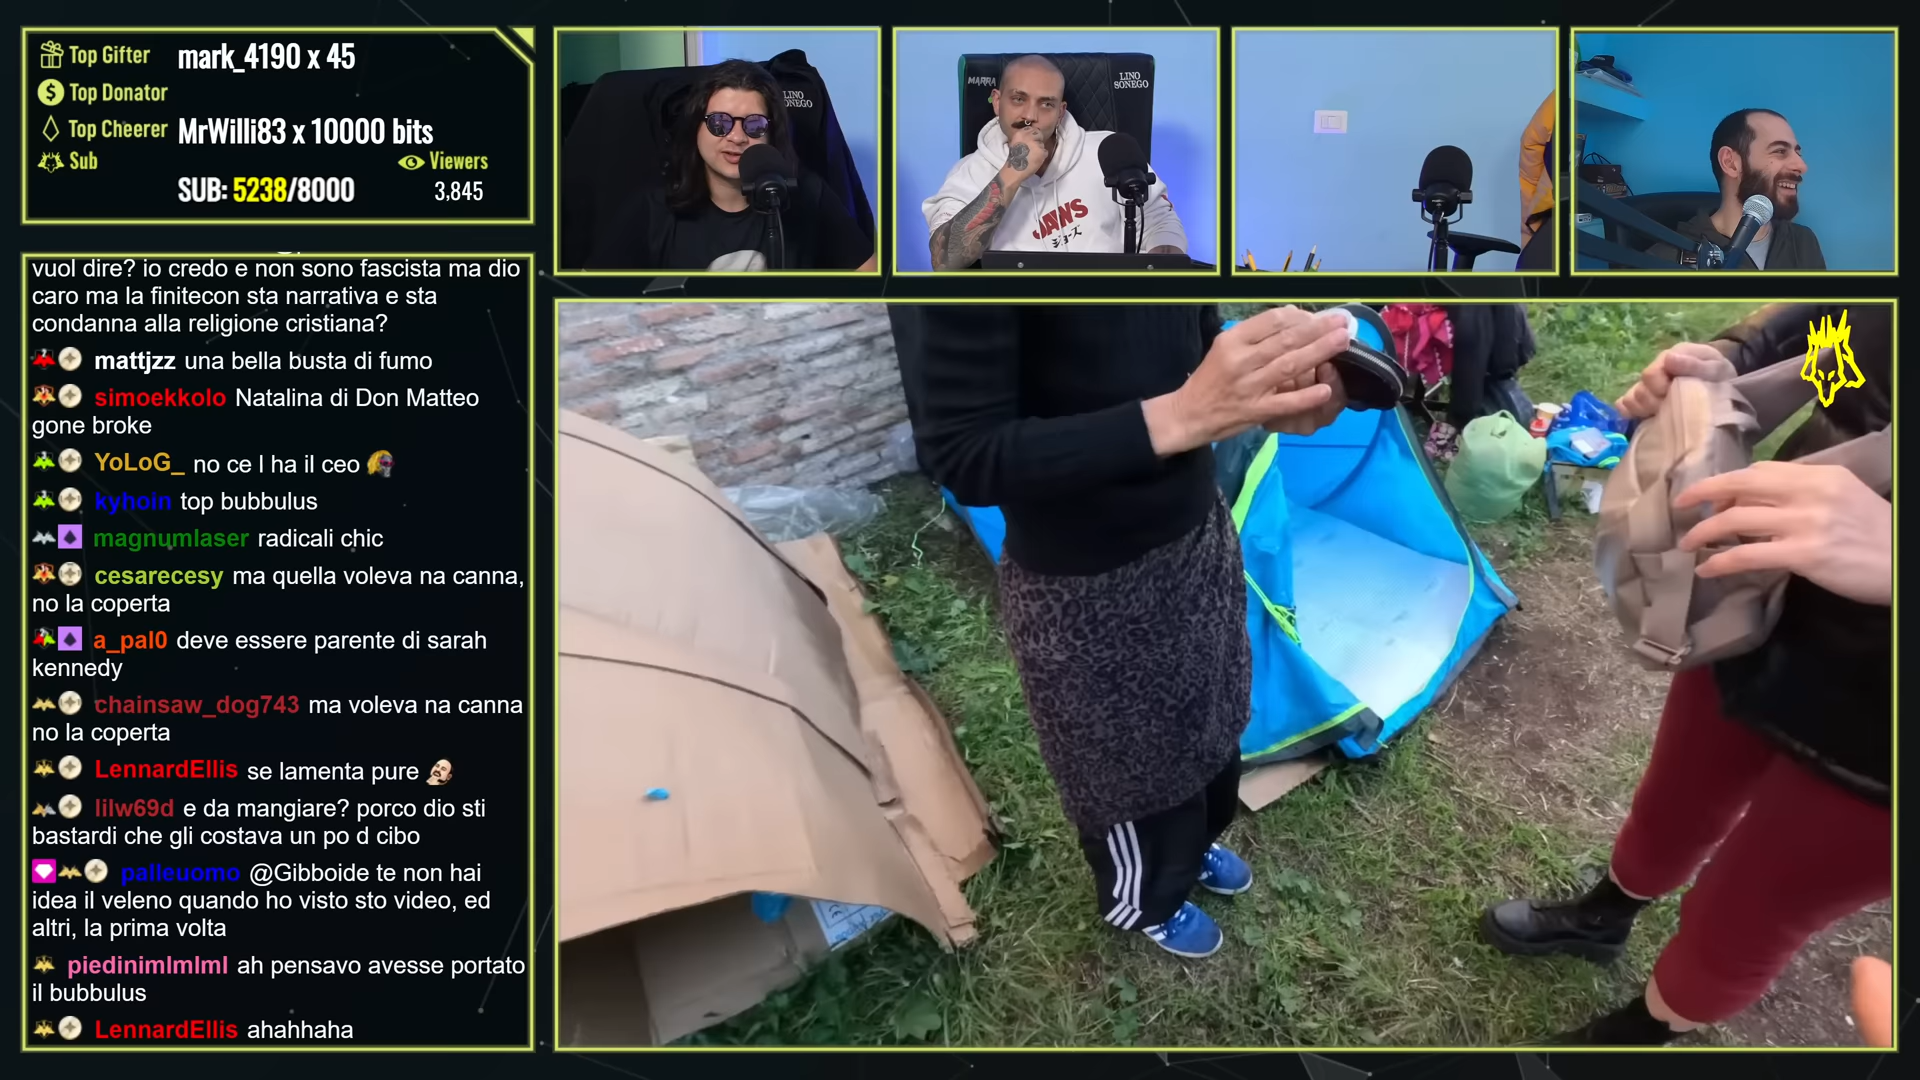 Top Gifter mark_4190 x 45
Top Donator
Top Cheerer MrWilli83 x 10000 bits
Sub
Viewers
SUB: 5238/8000
3,845
vuol dire? io credo e non sono fascista ma dio
caro ma la finitecon sta narrativa e sta
condanna alla religione cristiana?
mattjzz una bella busta di fumo
simoekkolo Natalina di Don Matteo
gone broke
YoLoG_ no ce l ha il ceo
kyhoin top bubbulus
magnumlaser radicali chic
cesarecesy ma quella voleva na canna,
no la coperta
a_pal0 deve essere parente di sarah
kennedy
chainsaw_dog743 ma voleva na canna
no la coperta
LennardEllis se lamenta pure
lilw69d e da mangiare? porco dio sti
bastardi che gli costava un po d cibo
palleuomo @Gibboide te non hai
idea il veleno quando ho visto sto video, ed
altri, la prima volta
piedinimlmlml ah pensavo avesse portato
il bubbulus
LennardEllis ahahhaha
LINO
SONEGO
MARRA
LINO
SONEGO
JAWS
ジョーズ